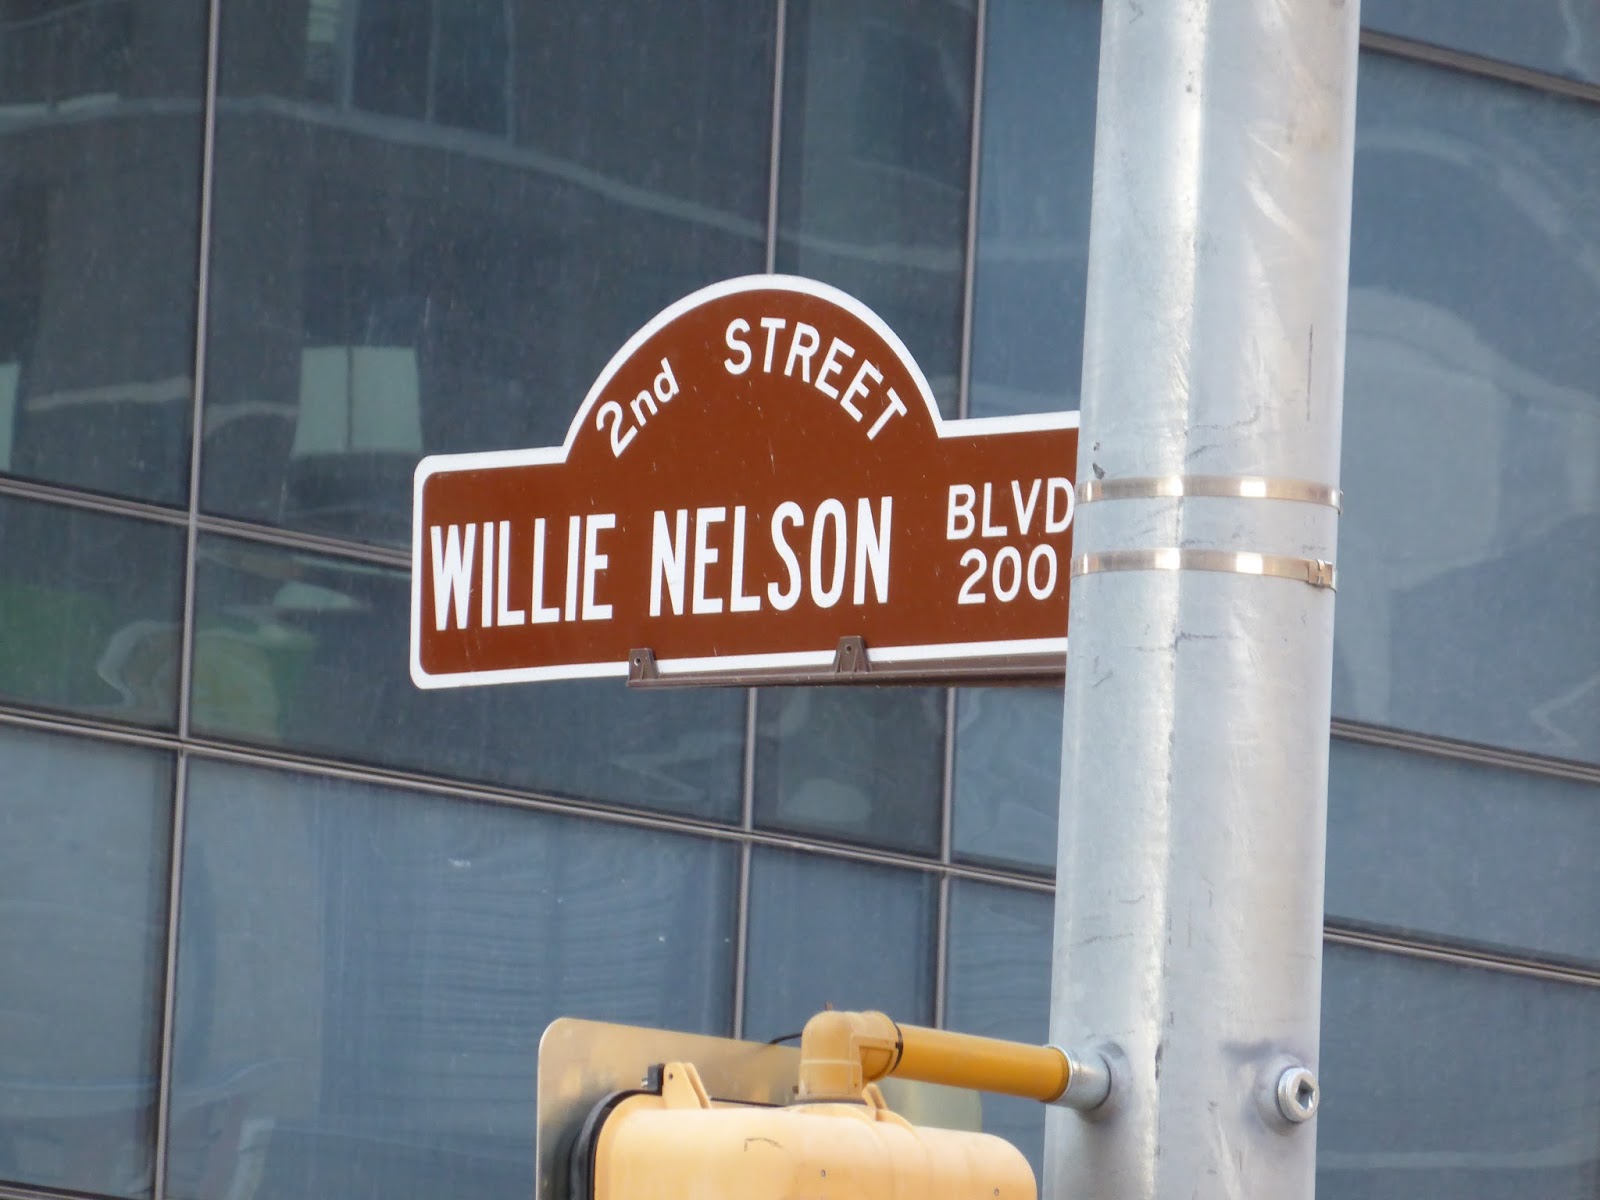 2nd STREET
WILLIE NELSON BLVD
200